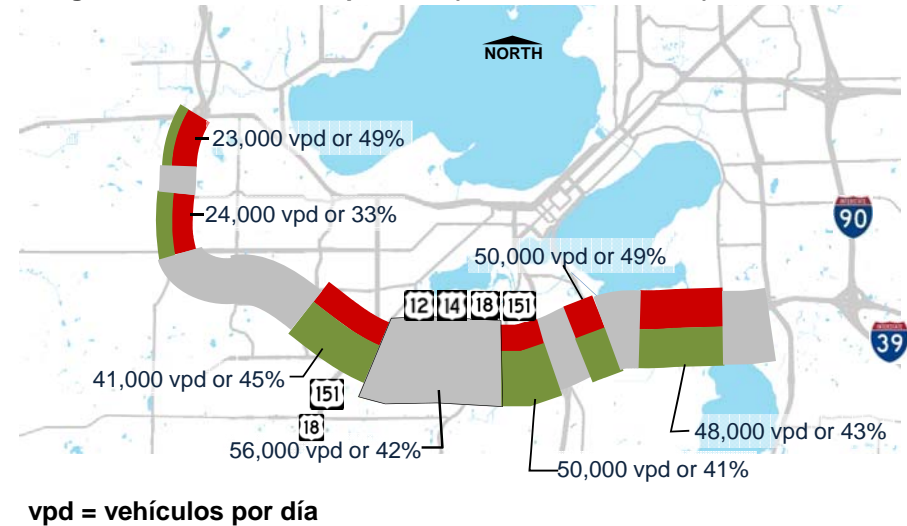 NORTH
23,000 vpd or 49%
24,000 vpd or 33%
INTERSTATE
90
50,000 vpd or 49%
12 14 18 151
INTERSTATE
39
41,000 vpd or 45%
151
18
56,000 vpd or 42%
48,000 vpd or 43%
50,000 vpd or 41%
vpd = vehículos por día